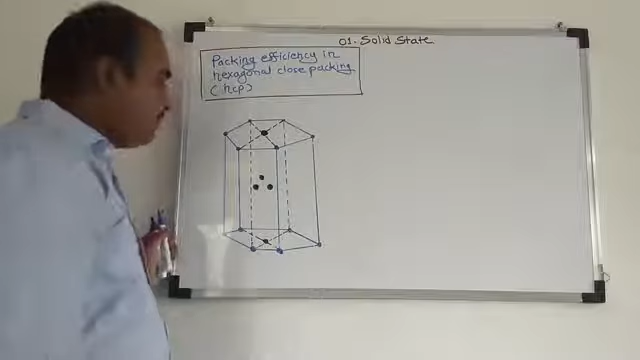 01. Solid State
Packing efficiency in
hexagonal close packing
(hcp)